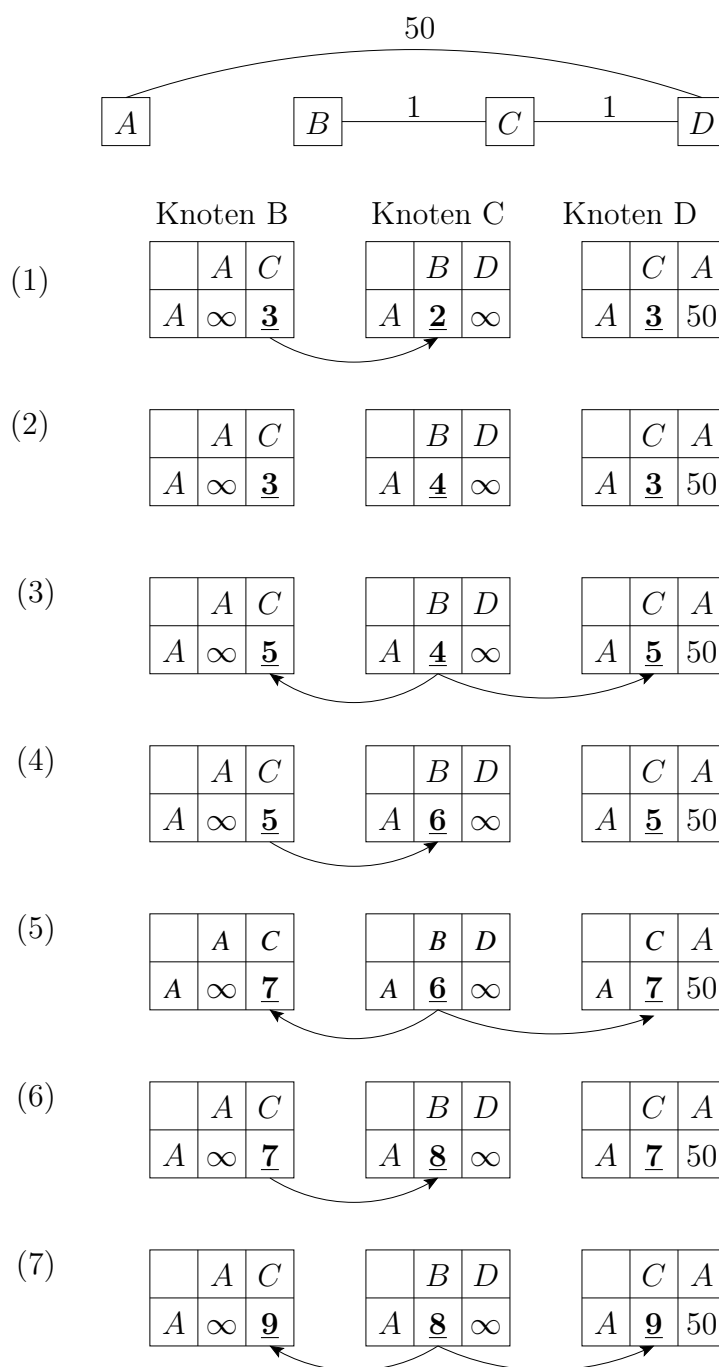 50
A B 1 C 1 D
Knoten B Knoten C Knoten D
(1)
A C B D C A
A ∞ 3 A 2 ∞ A 3 50
(2)
A C B D C A
A ∞ 3 A 4 ∞ A 3 50
(3)
A C B D C A
A ∞ 5 A 4 ∞ A 5 50
(4)
A C B D C A
A ∞ 5 A 6 ∞ A 5 50
(5)
A C B D C A
A ∞ 7 A 6 ∞ A 7 50
(6)
A C B D C A
A ∞ 7 A 8 ∞ A 7 50
(7)
A C B D C A
A ∞ 9 A 8 ∞ A 9 50